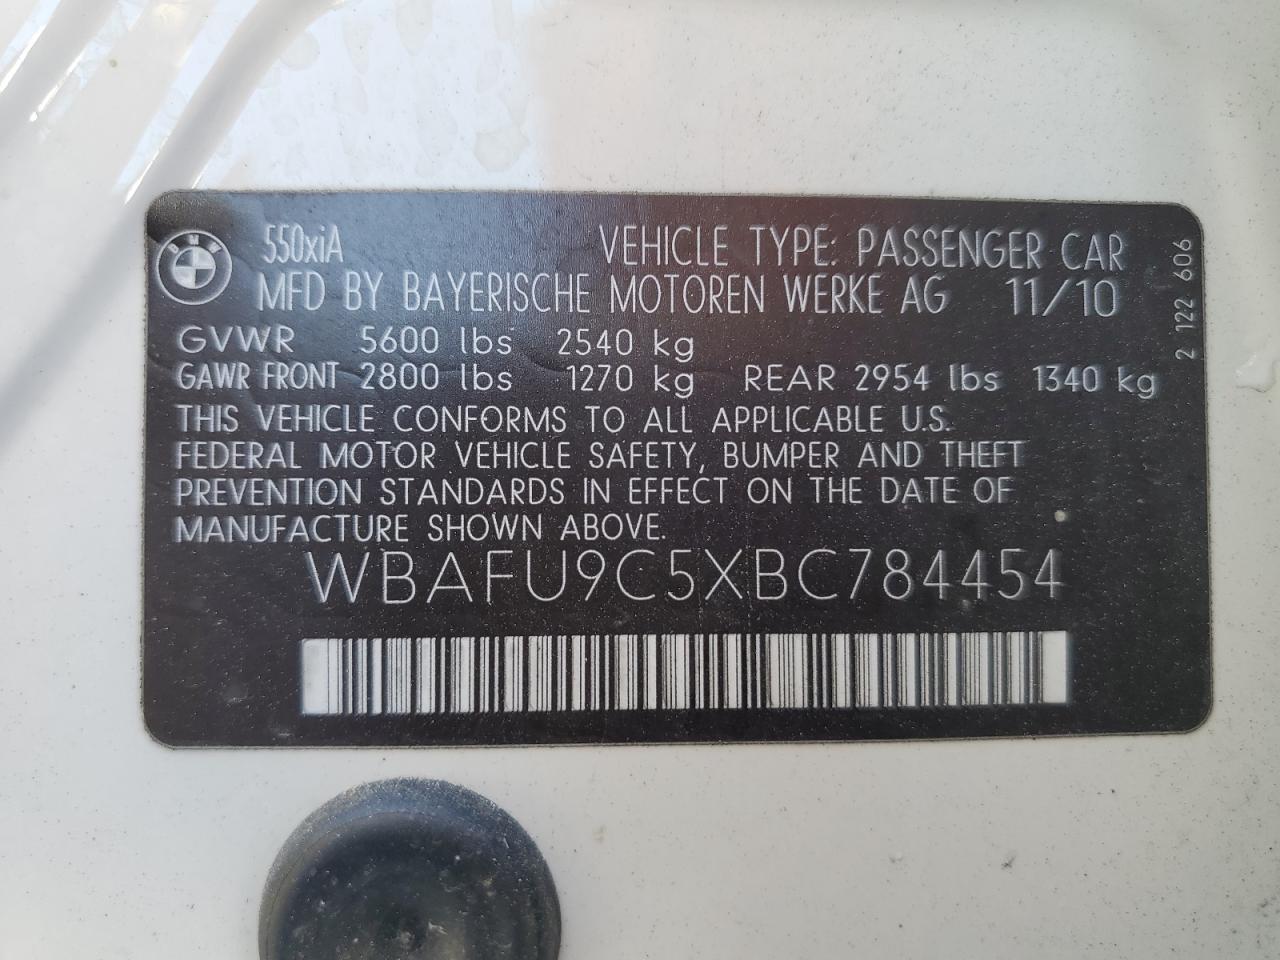 BMW
550xiA VEHICLE TYPE: PASSENGER CAR
MFD BY BAYERISCHE MOTOREN WERKE AG 11/10
GVWR 5600 lbs 2540 kg
GAWR FRONT 2800 lbs 1270 kg REAR 2954 lbs 1340 kg
THIS VEHICLE CONFORMS TO ALL APPLICABLE U.S.
FEDERAL MOTOR VEHICLE SAFETY, BUMPER AND THEFT
PREVENTION STANDARDS IN EFFECT ON THE DATE OF
MANUFACTURE SHOWN ABOVE.
WBAFU9C5XBC784454
2 122 606